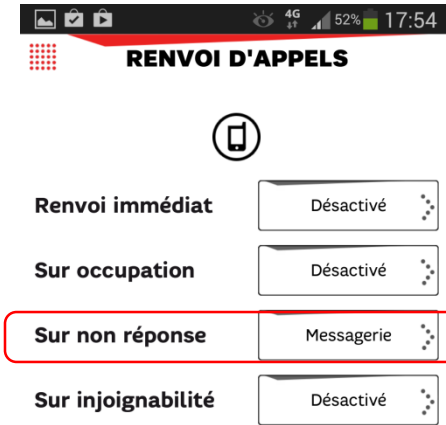 4G 52% 17:54
RENVOI D'APPELS
Renvoi immédiat Désactivé
Sur occupation Désactivé
Sur non réponse Messagerie
Sur injoignabilité Désactivé